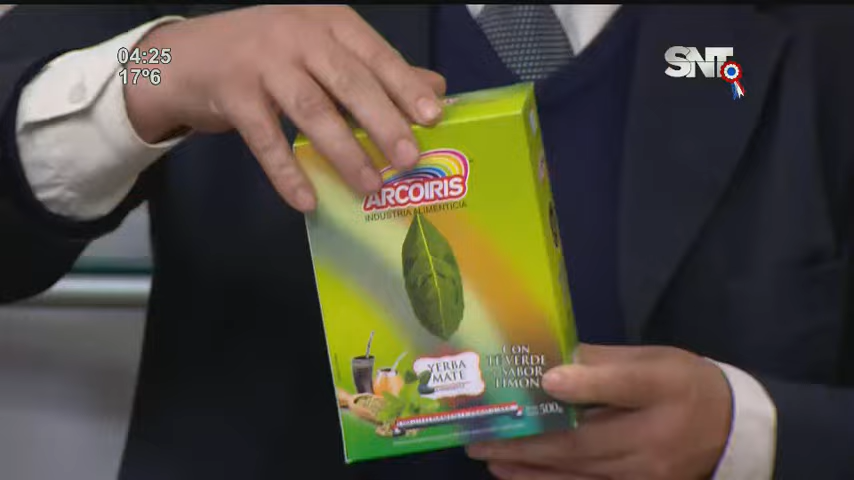 04:25
17º6
SNT
ARCOIRIS
INDUSTRIA ALIMENTICIA
YERBA
MATE
CON
TE VERDE
SABOR
LIMON
500g